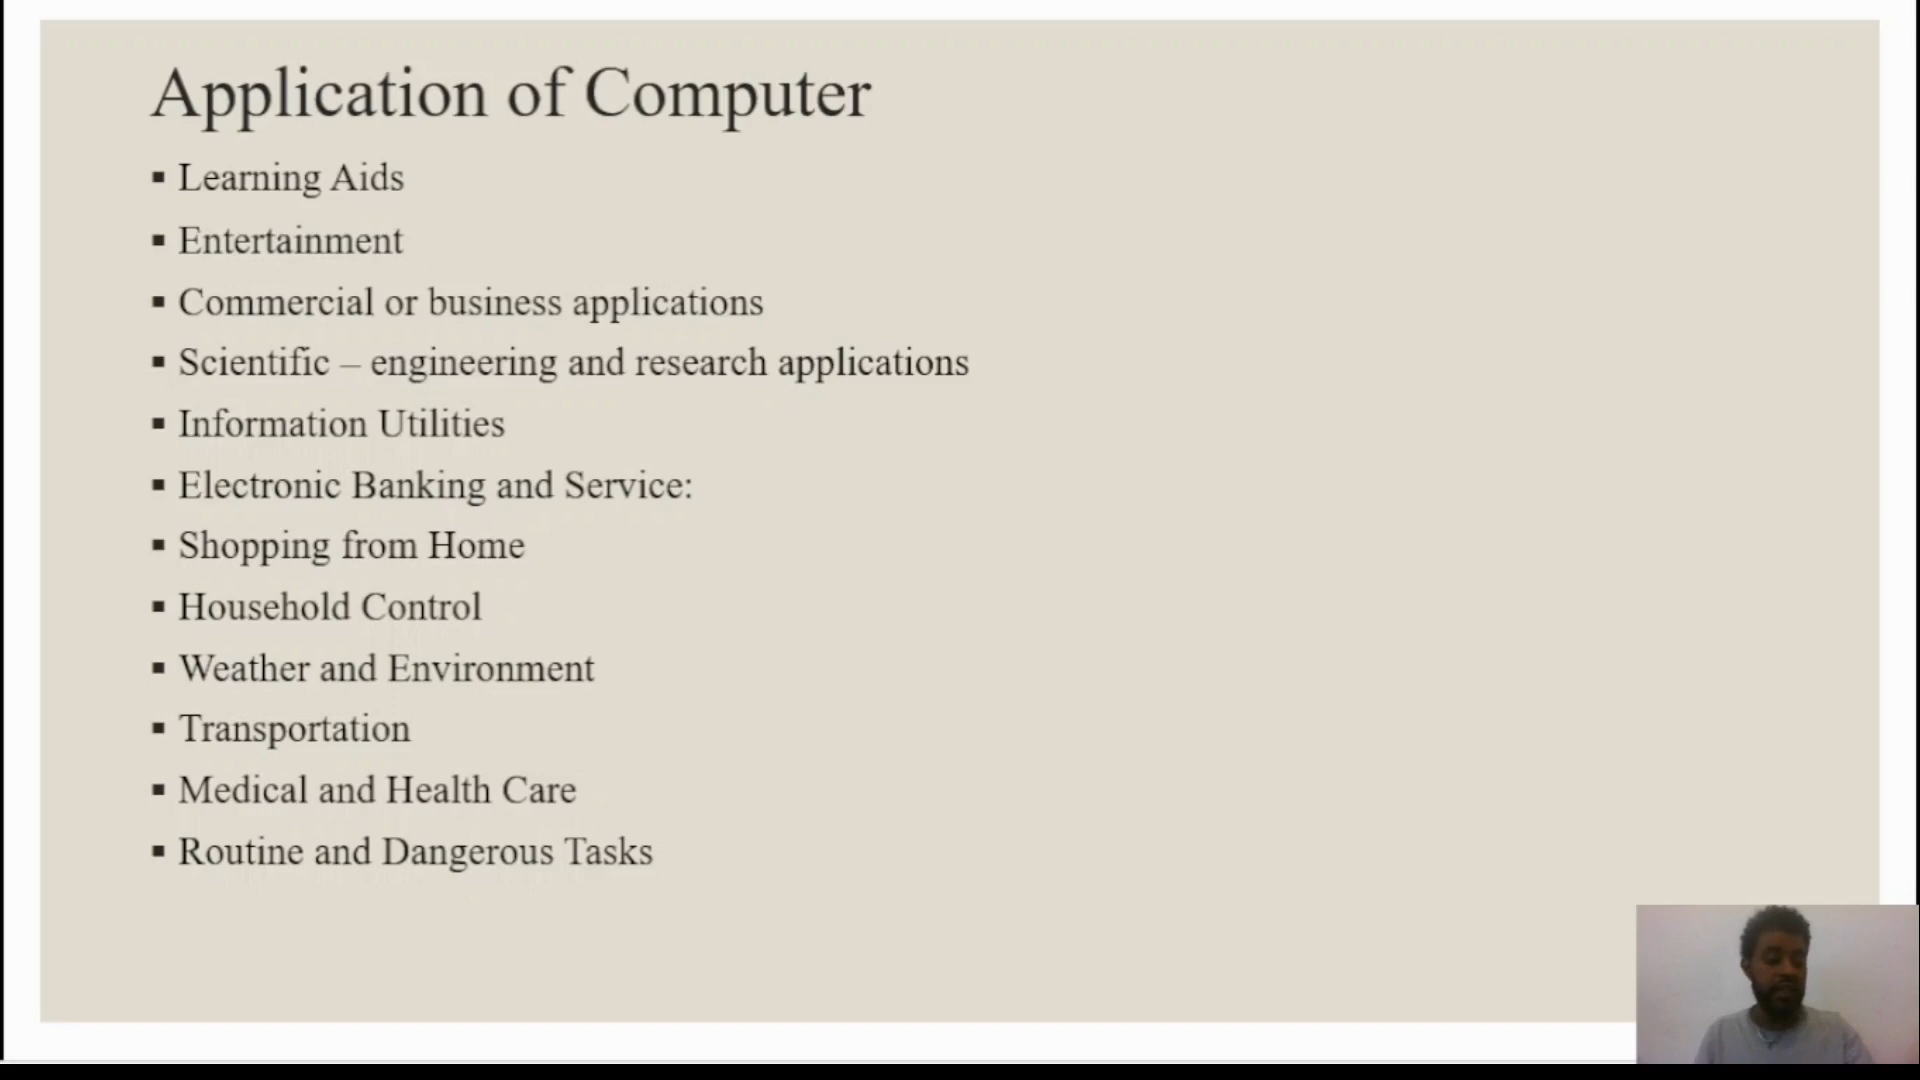 Application of Computer
▪ Learning Aids
▪ Entertainment
▪ Commercial or business applications
▪ Scientific – engineering and research applications
▪ Information Utilities
▪ Electronic Banking and Service:
▪ Shopping from Home
▪ Household Control
▪ Weather and Environment
▪ Transportation
▪ Medical and Health Care
▪ Routine and Dangerous Tasks